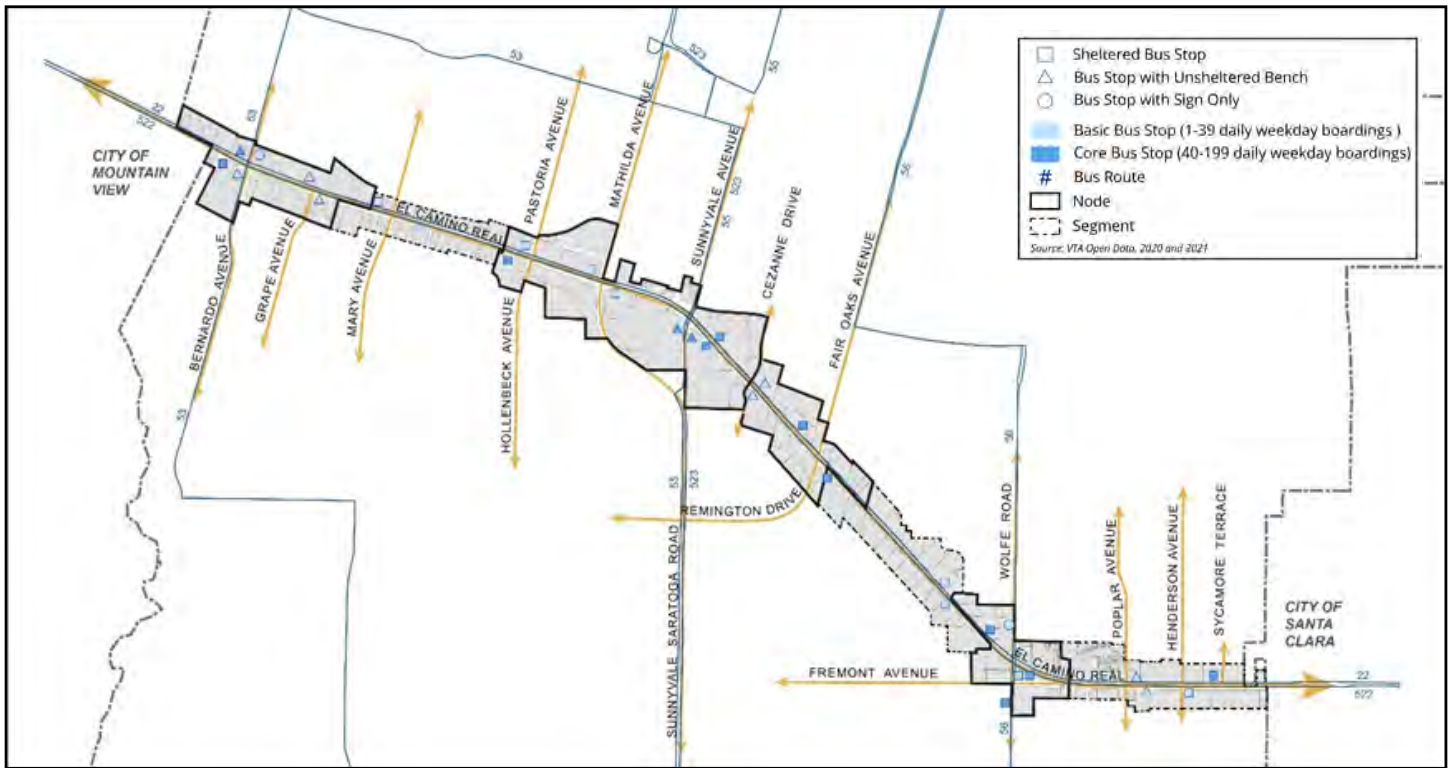 Sheltered Bus Stop
Bus Stop with Unsheltered Bench
Bus Stop with Sign Only
Basic Bus Stop (1-39 daily weekday boardings )
Core Bus Stop (40-199 daily weekday boardings)
# Bus Route
Node
Segment
Source: VTA Open Data, 2020 and 2021
22
522
53
53
523
55
CITY OF
MOUNTAIN
VIEW
PASTORIA AVENUE
MATHILDA AVENUE
SUNNYVALE AVENUE
55
523
56
CEZANNE DRIVE
FAIR OAKS AVENUE
EL CAMINO REAL
BERNARDO AVENUE
GRAPE AVENUE
MARY AVENUE
HOLLENBECK AVENUE
53
53
523
REMINGTON DRIVE
SUNNYVALE SARATOGA ROAD
56
WOLFE ROAD
POPLAR AVENUE
HENDERSON AVENUE
SYCAMORE TERRACE
CITY OF
SANTA
CLARA
FREMONT AVENUE
EL CAMINO REAL
22
522
56